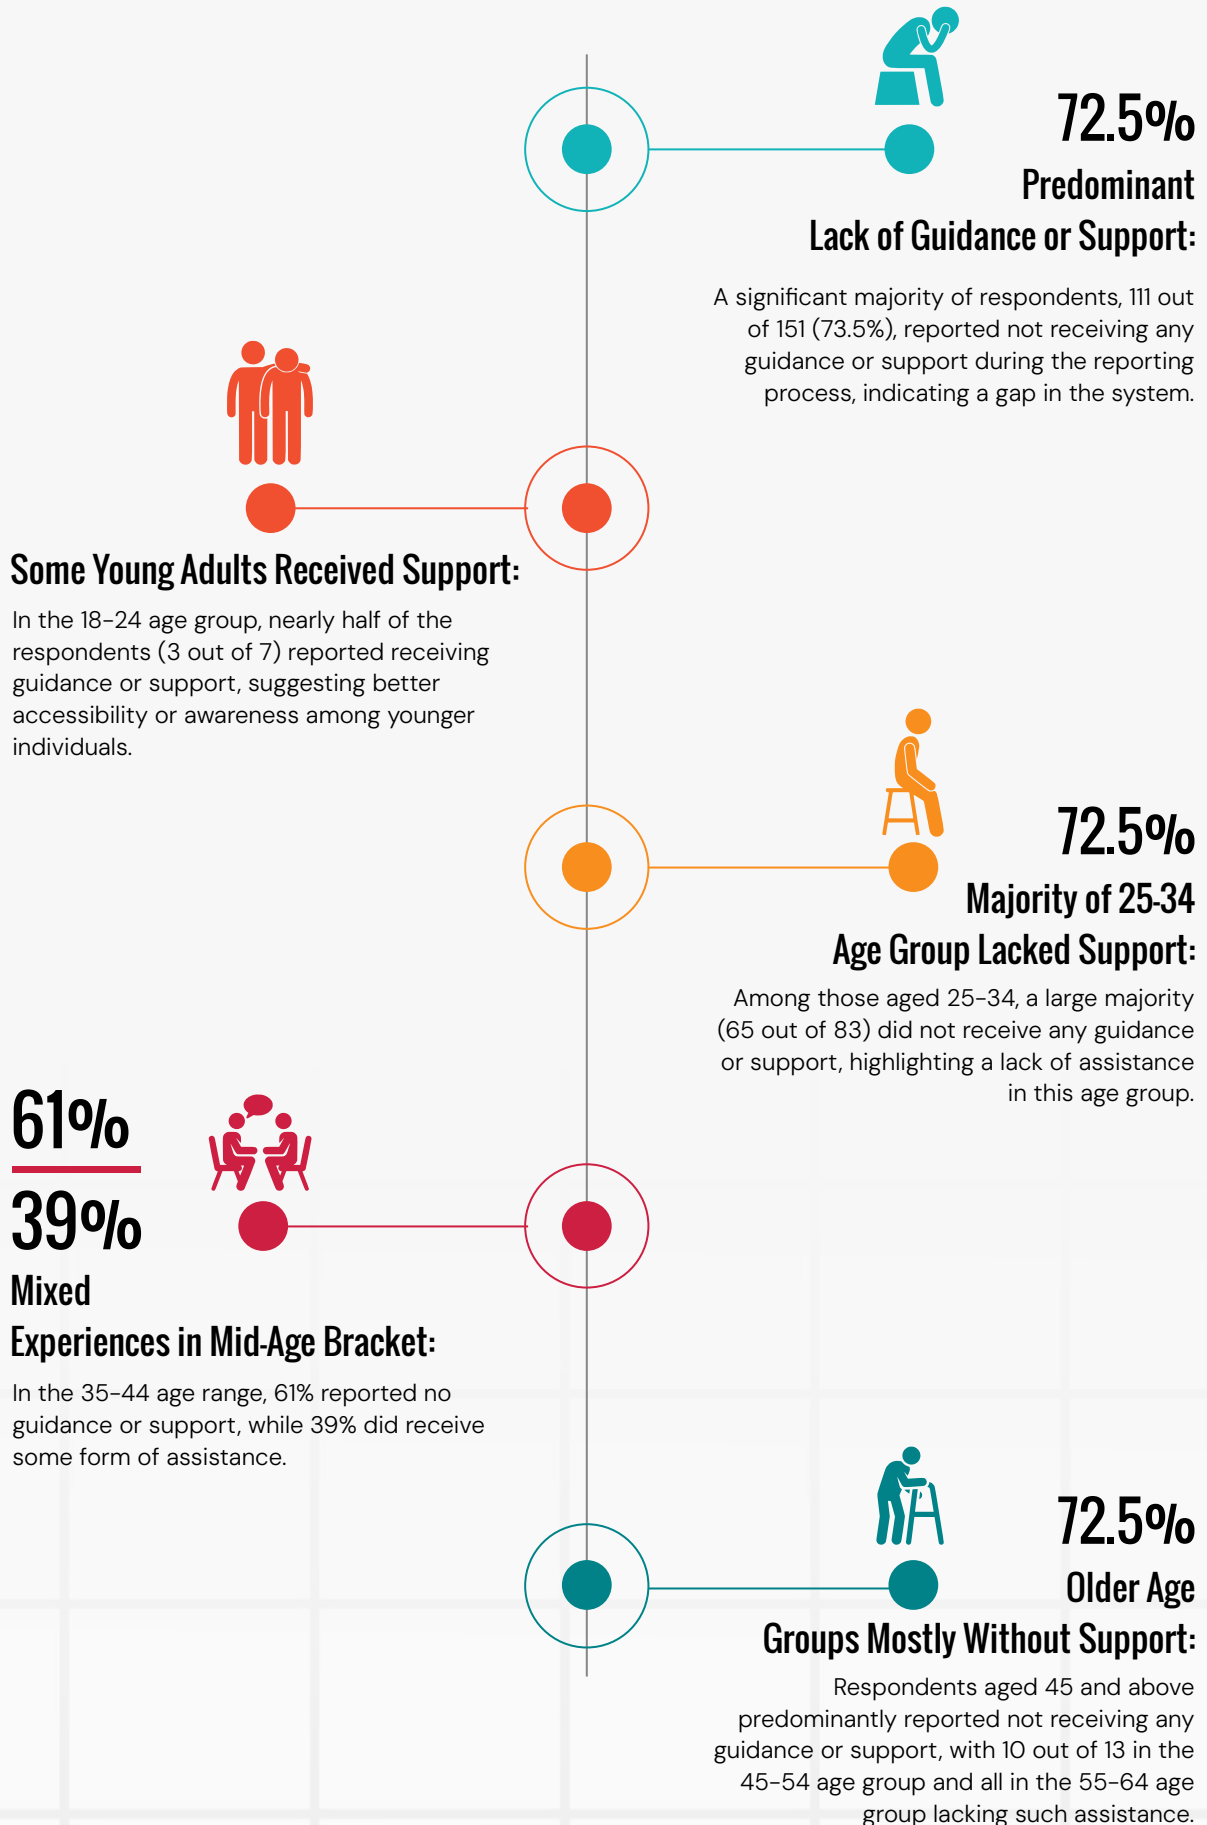 72.5%
Predominant
Lack of Guidance or Support:
A significant majority of respondents, 111 out
of 151 (73.5%), reported not receiving any
guidance or support during the reporting
process, indicating a gap in the system.
Some Young Adults Received Support:
In the 18-24 age group, nearly half of the
respondents (3 out of 7) reported receiving
guidance or support, suggesting better
accessibility or awareness among younger
individuals.
72.5%
Majority of 25-34
Age Group Lacked Support:
Among those aged 25-34, a large majority
(65 out of 83) did not receive any guidance
or support, highlighting a lack of assistance
in this age group.
61%
39%
Mixed
Experiences in Mid-Age Bracket:
In the 35-44 age range, 61% reported no
guidance or support, while 39% did receive
some form of assistance.
72.5%
Older Age
Groups Mostly Without Support:
Respondents aged 45 and above
predominantly reported not receiving any
guidance or support, with 10 out of 13 in the
45-54 age group and all in the 55-64 age
group lacking such assistance.